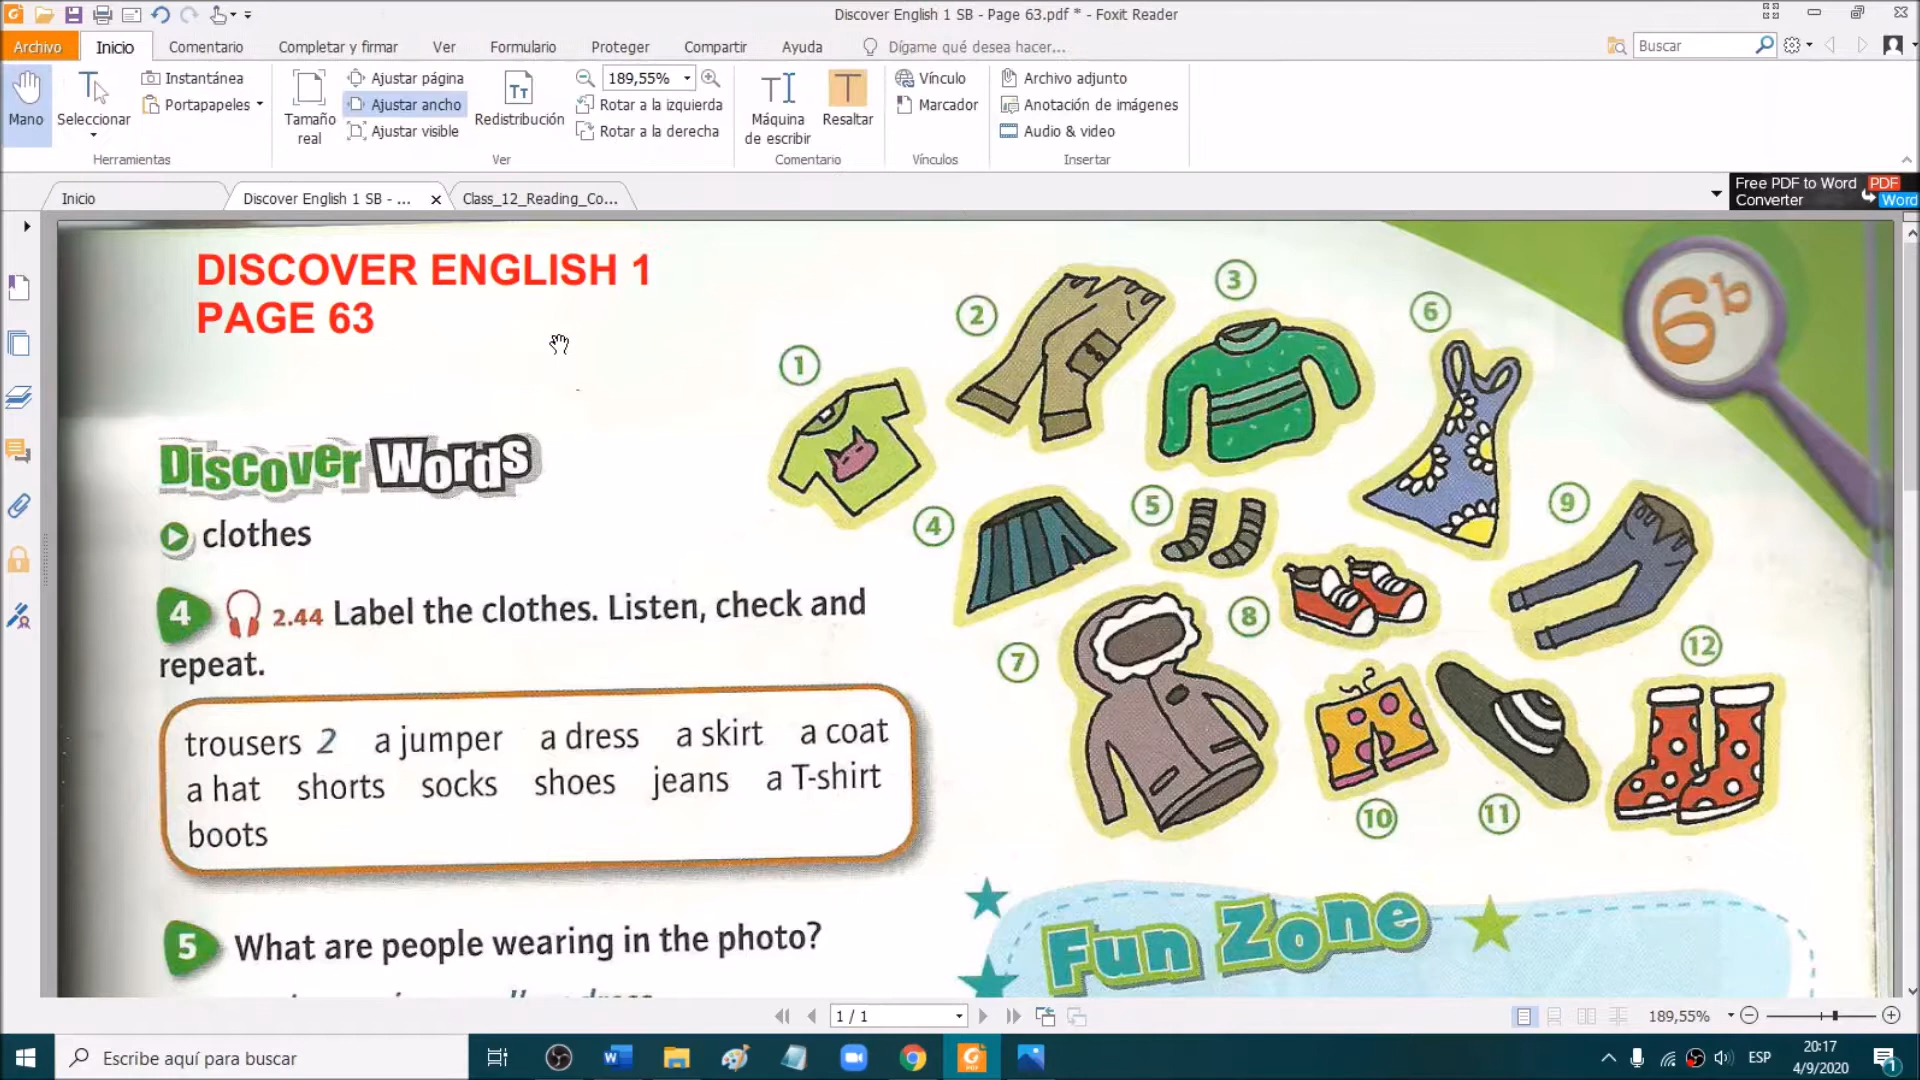 Discover English 1 SB - Page 63.pdf * - Foxit Reader
Archivo Inicio Comentario Completar y firmar Ver Formulario Proteger Compartir Ayuda Dígame qué desea hacer... Buscar
Mano
Seleccionar
Instantánea
Portapapeles
Herramientas
Tamaño
real
Ajustar página
Ajustar ancho
Ajustar visible
Redistribución
189,55%
Rotar a la izquierda
Rotar a la derecha
Ver
Máquina
de escribir
Resaltar
Comentario
Vínculo
Marcador
Vínculos
Archivo adjunto
Anotación de imágenes
Audio & video
Insertar
Inicio
Discover English 1 SB - ...
Class_12_Reading_Co...
Free PDF to Word
Converter
PDF
Word
DISCOVER ENGLISH 1
PAGE 63
6b
1
2
3
4
5
6
7
8
9
10
11
12
Discover Words
clothes
4 2.44 Label the clothes. Listen, check and
repeat.
trousers 2 a jumper a dress a skirt a coat
a hat shorts socks shoes jeans a T-shirt
boots
5 What are people wearing in the photo?
Fun Zone
1 / 1
189,55%
Escribe aquí para buscar
ESP
20:17
4/9/2020
1